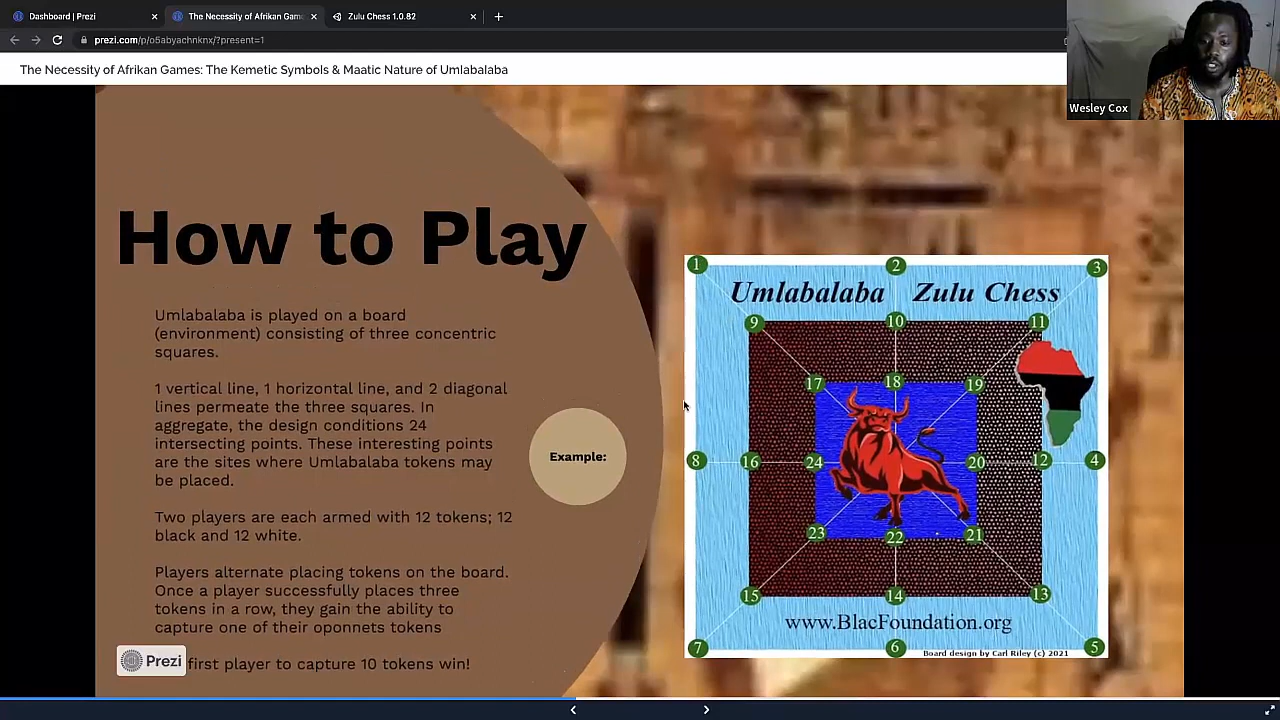 Dashboard | Prezi
The Necessity of Afrikan Game
Zulu Chess 1.0.82
prezi.com/p/o5abyachnknx/?present=1
The Necessity of Afrikan Games: The Kemetic Symbols & Maatic Nature of Umlabalaba
Wesley Cox
How to Play
Umlabalaba is played on a board
(environment) consisting of three concentric
squares.
1 vertical line, 1 horizontal line, and 2 diagonal
lines permeate the three squares. In
aggregate, the design conditions 24
intersecting points. These interesting points
are the sites where Umlabalaba tokens may
be placed.
Two players are each armed with 12 tokens; 12
black and 12 white.
Players alternate placing tokens on the board.
Once a player successfully places three
tokens in a row, they gain the ability to
capture one of their oponnets tokens
first player to capture 10 tokens win!
Prezi
Example:
1 2 3
Umlabalaba Zulu Chess
9 10 11
17 18 19
8 16 24 20 12 4
23 22 21
15 14 13
www.BlacFoundation.org
7 6 5
Board design by Carl Riley (c) 2021